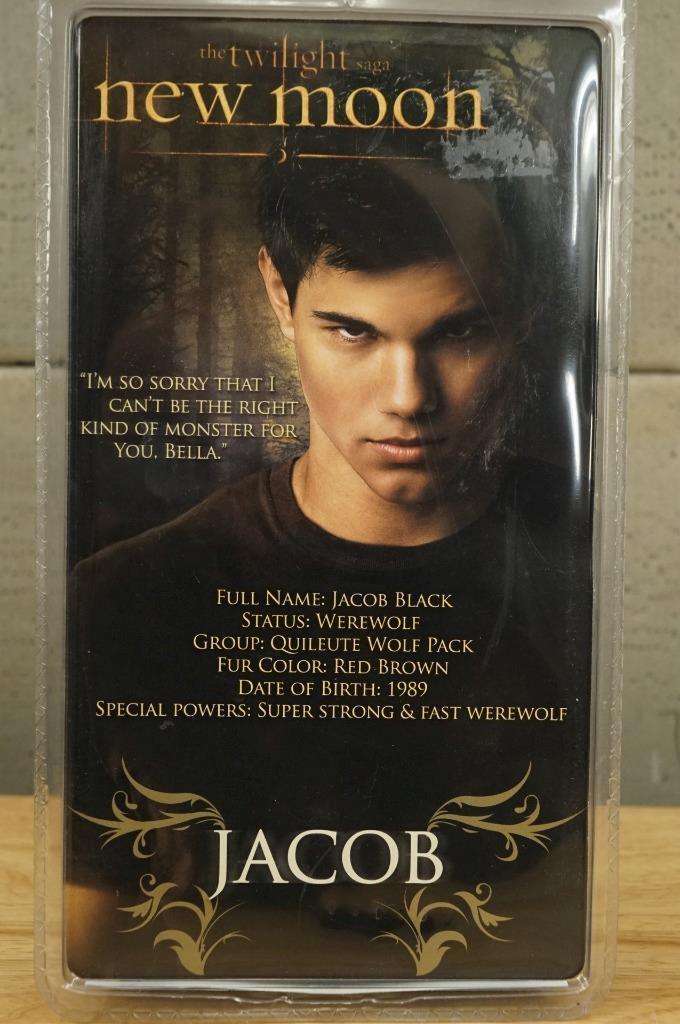 the twilight saga
new moon
"I'M SO SORRY THAT I
CAN'T BE THE RIGHT
KIND OF MONSTER FOR
YOU, BELLA."
FULL NAME: JACOB BLACK
STATUS: WEREWOLF
GROUP: QUILEUTE WOLF PACK
FUR COLOR: RED BROWN
DATE OF BIRTH: 1989
SPECIAL POWERS: SUPER STRONG & FAST WEREWOLF
JACOB